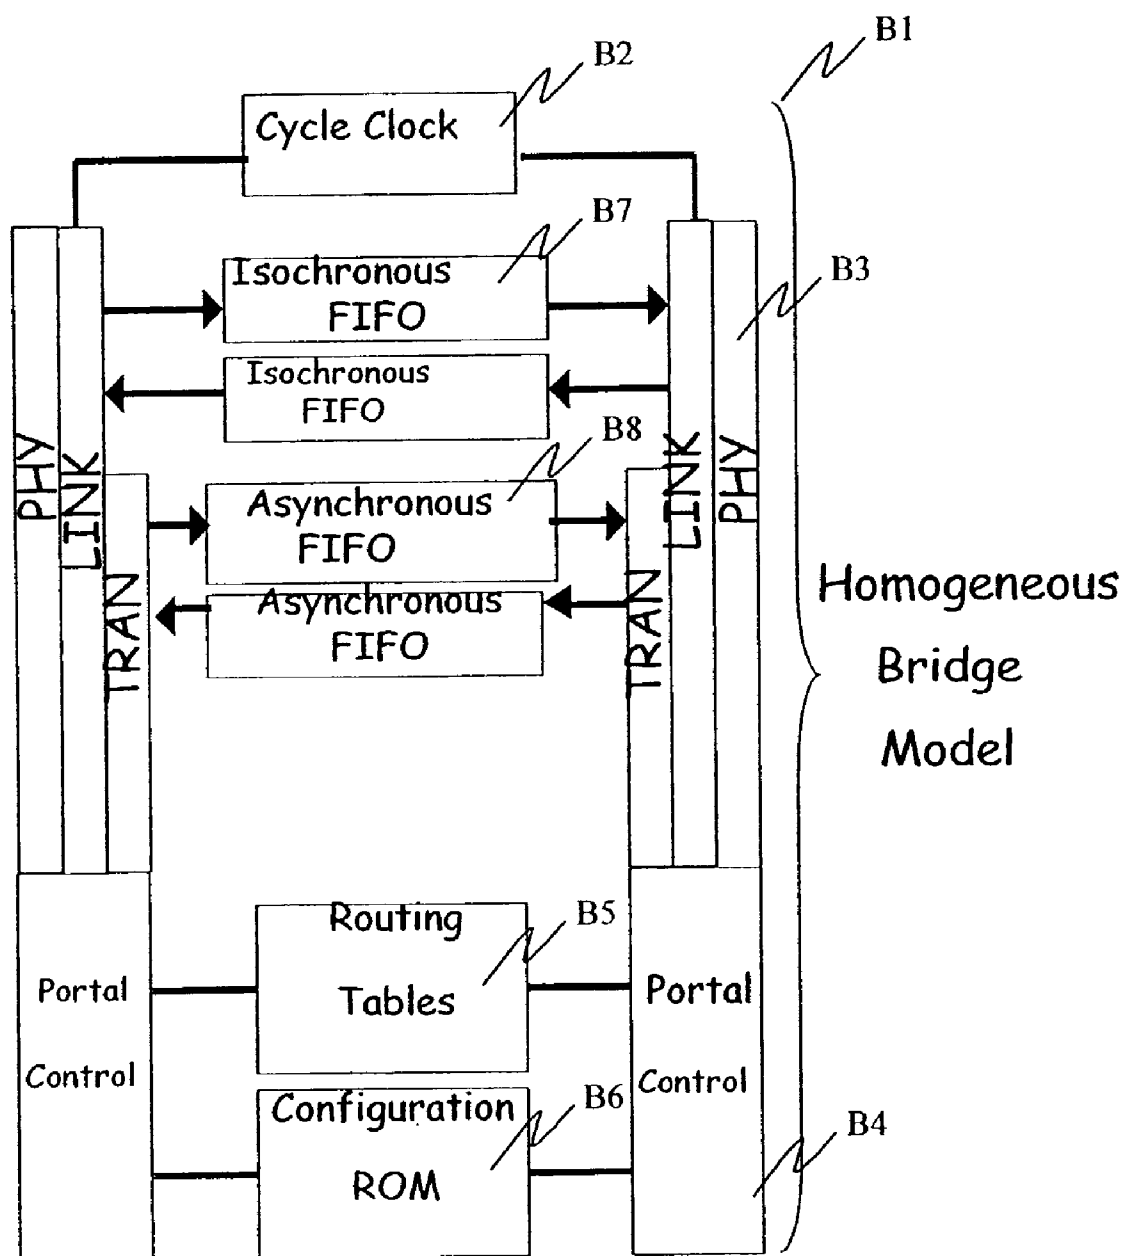 B1
B2
Cycle Clock
B7
Isochronous
FIFO
B3
Isochronous
FIFO
B8
PHY
LINK
TRAN
Asynchronous
FIFO
Asynchronous
FIFO
TRAN
LINK
PHY
Homogeneous
Bridge
Model
B5
Routing
Tables
Portal
Control
Portal
Control
B6
Configuration
ROM
B4